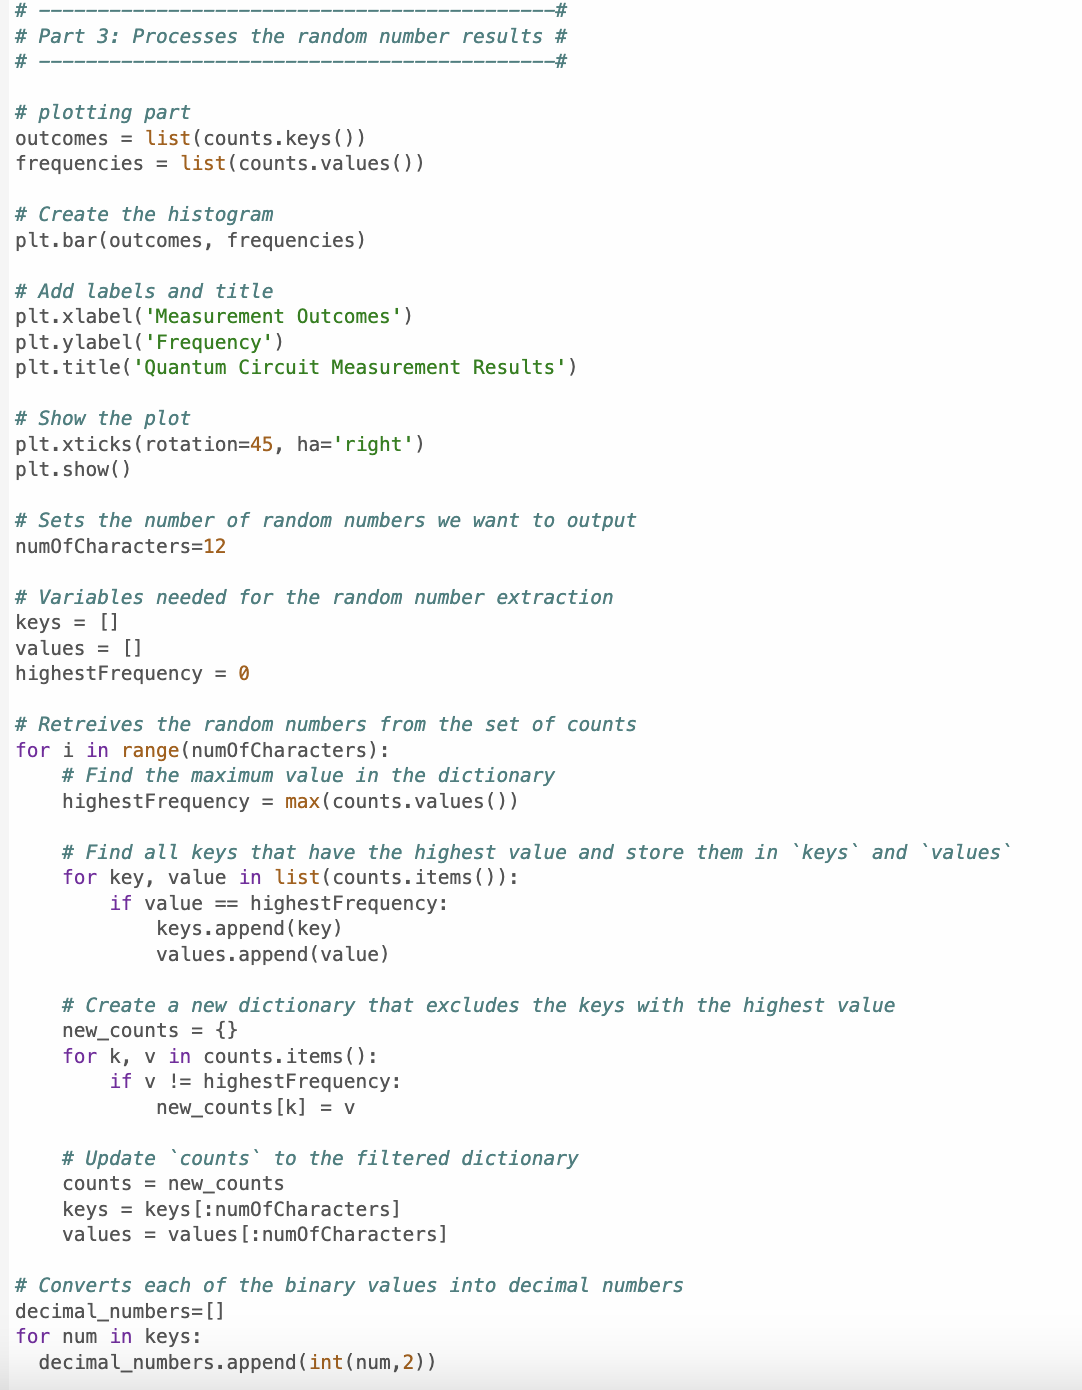 # --------------------------------------------#
# Part 3: Processes the random number results #
# --------------------------------------------#
# plotting part
outcomes = list(counts.keys())
frequencies = list(counts.values())
# Create the histogram
plt.bar(outcomes, frequencies)
# Add labels and title
plt.xlabel('Measurement Outcomes')
plt.ylabel('Frequency')
plt.title('Quantum Circuit Measurement Results')
# Show the plot
plt.xticks(rotation=45, ha='right')
plt.show()
# Sets the number of random numbers we want to output
numOfCharacters=12
# Variables needed for the random number extraction
keys = []
values = []
highestFrequency = 0
# Retreives the random numbers from the set of counts
for i in range(numOfCharacters):
    # Find the maximum value in the dictionary
    highestFrequency = max(counts.values())
    # Find all keys that have the highest value and store them in `keys` and `values`
    for key, value in list(counts.items()):
        if value == highestFrequency:
            keys.append(key)
            values.append(value)
    # Create a new dictionary that excludes the keys with the highest value
    new_counts = {}
    for k, v in counts.items():
        if v != highestFrequency:
            new_counts[k] = v
    # Update `counts` to the filtered dictionary
    counts = new_counts
    keys = keys[:numOfCharacters]
    values = values[:numOfCharacters]
# Converts each of the binary values into decimal numbers
decimal_numbers=[]
for num in keys:
  decimal_numbers.append(int(num,2))